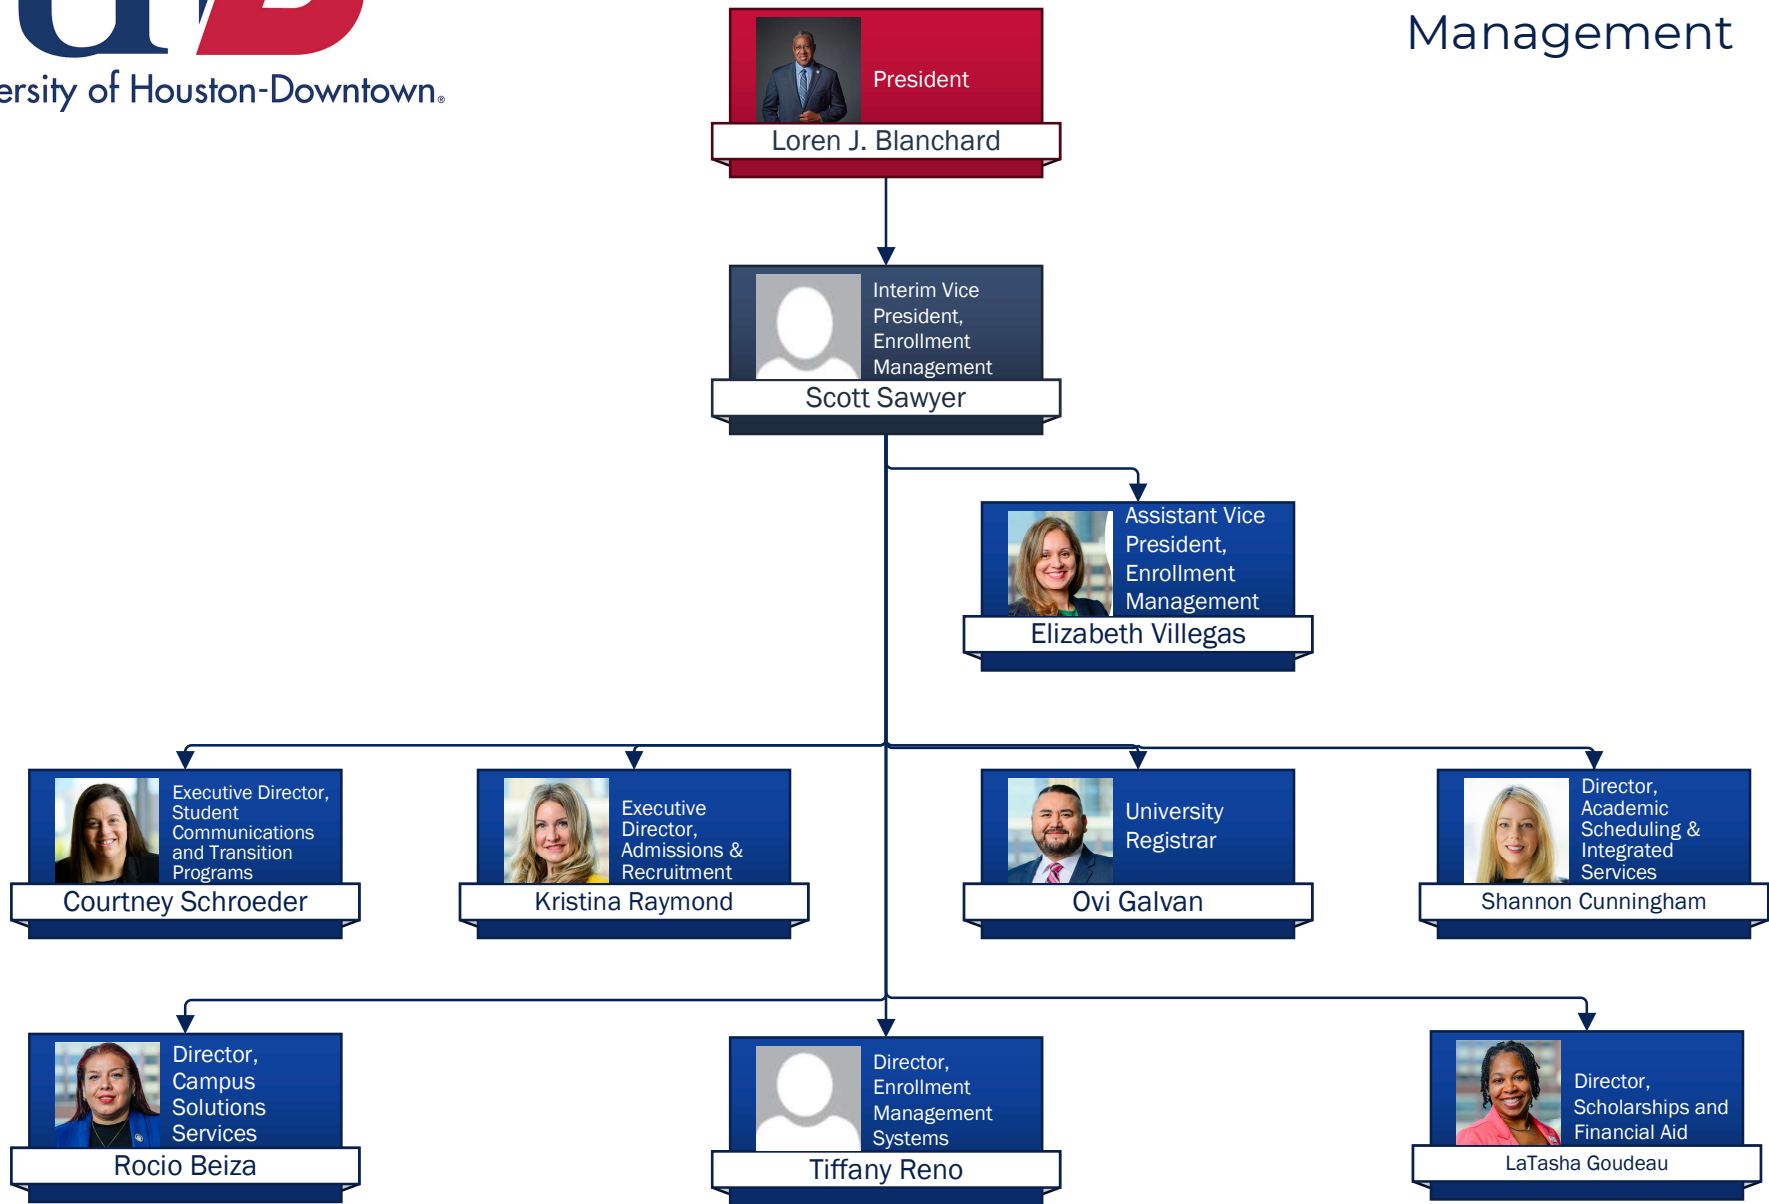 Management
ersity of Houston-Downtown®
President
Loren J. Blanchard
Interim Vice
President,
Enrollment
Management
Scott Sawyer
Assistant Vice
President,
Enrollment
Management
Elizabeth Villegas
Executive Director,
Student
Communications
and Transition
Programs
Courtney Schroeder
Executive
Director,
Admissions &
Recruitment
Kristina Raymond
University
Registrar
Ovi Galvan
Director,
Academic
Scheduling &
Integrated
Services
Shannon Cunningham
Director,
Campus
Solutions
Services
Rocio Beiza
Director,
Enrollment
Management
Systems
Tiffany Reno
Director,
Scholarships and
Financial Aid
LaTasha Goudeau